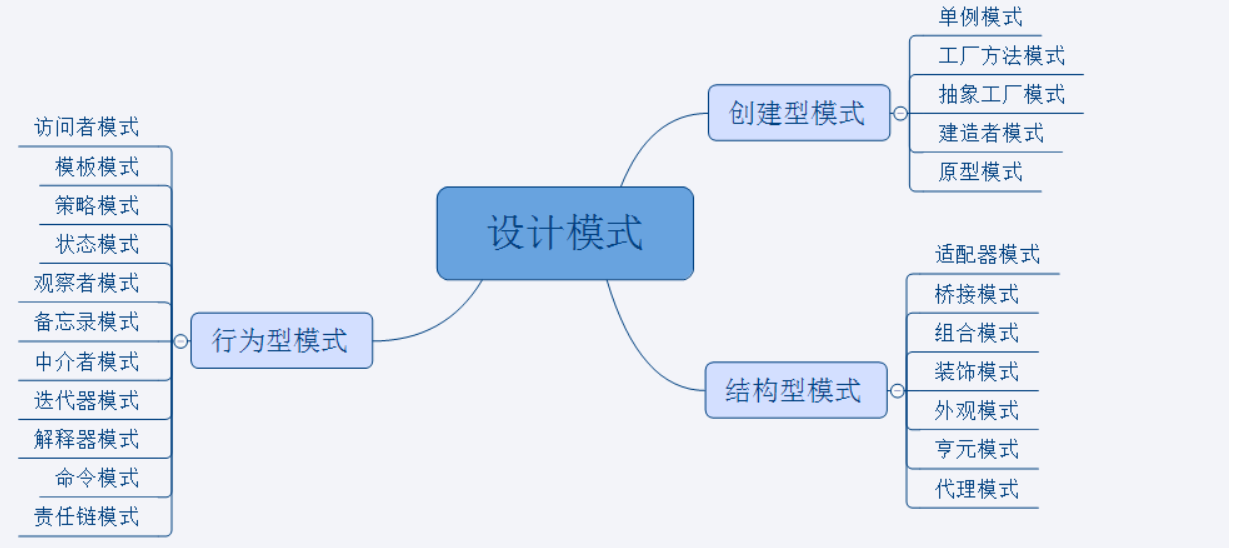 设计模式
创建型模式
单例模式
工厂方法模式
抽象工厂模式
建造者模式
原型模式
结构型模式
适配器模式
桥接模式
组合模式
装饰模式
外观模式
亨元模式
代理模式
行为型模式
访问者模式
模板模式
策略模式
状态模式
观察者模式
备忘录模式
中介者模式
迭代器模式
解释器模式
命令模式
责任链模式